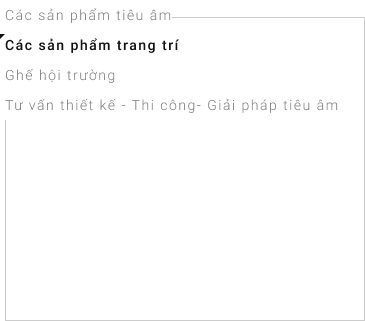 Các sản phẩm tiêu âm
Các sản phẩm trang trí
Ghế hội trường
Tư vấn thiết kế - Thi công- Giải pháp tiêu âm